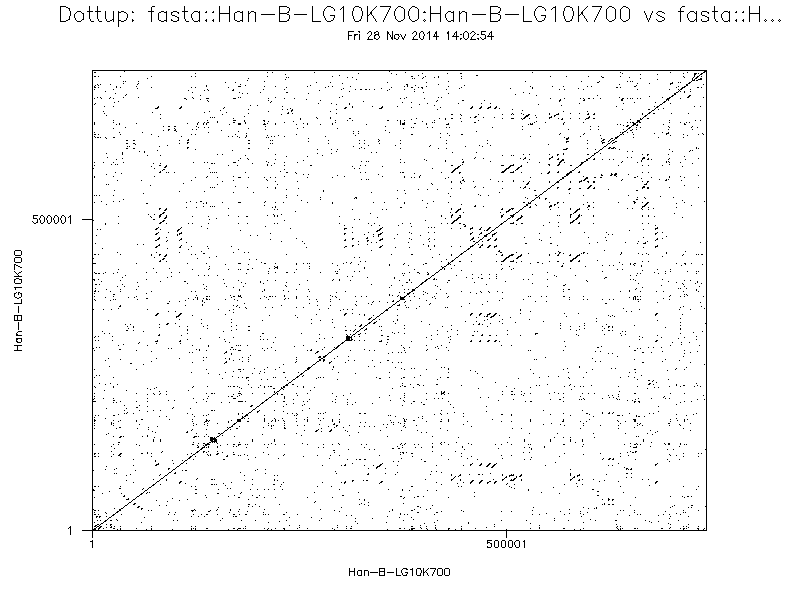 Dottup: fasta::Han-B-LG10K700:Han-B-LG10K700 vs fasta::H...
Fri 28 Nov 2014 14:02:54
500001
Han-B-LG10K700
1
1
500001
Han-B-LG10K700